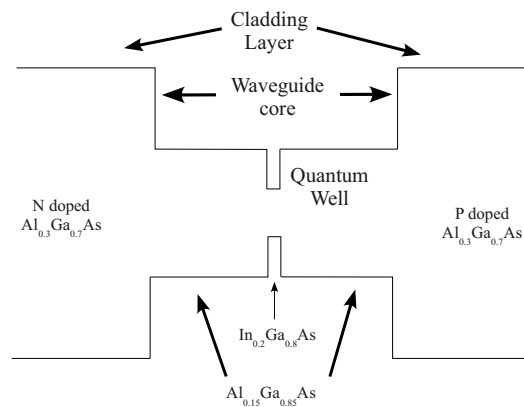 Cladding
Layer
Waveguide
core
Quantum
Well
N doped
Al₀.₃Ga₀.₇As
P doped
Al₀.₃Ga₀.₇As
In₀.₂Ga₀.₈As
Al₀.₁₅Ga₀.₈₅As